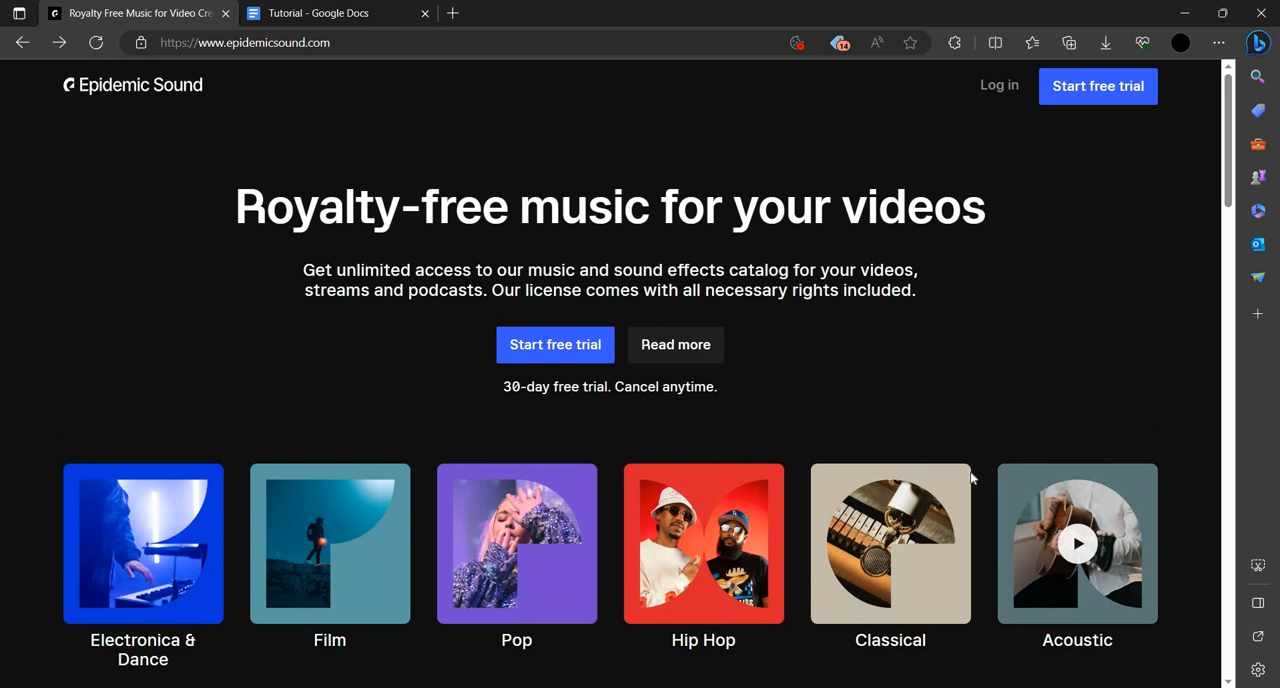 Royalty Free Music for Video Cre
Tutorial - Google Docs
https://www.epidemicsound.com
14
Epidemic Sound
Log in
Start free trial
Royalty-free music for your videos
Get unlimited access to our music and sound effects catalog for your videos,
streams and podcasts. Our license comes with all necessary rights included.
Start free trial
Read more
30-day free trial. Cancel anytime.
Electronica &
Dance
Film
Pop
Hip Hop
Classical
Acoustic